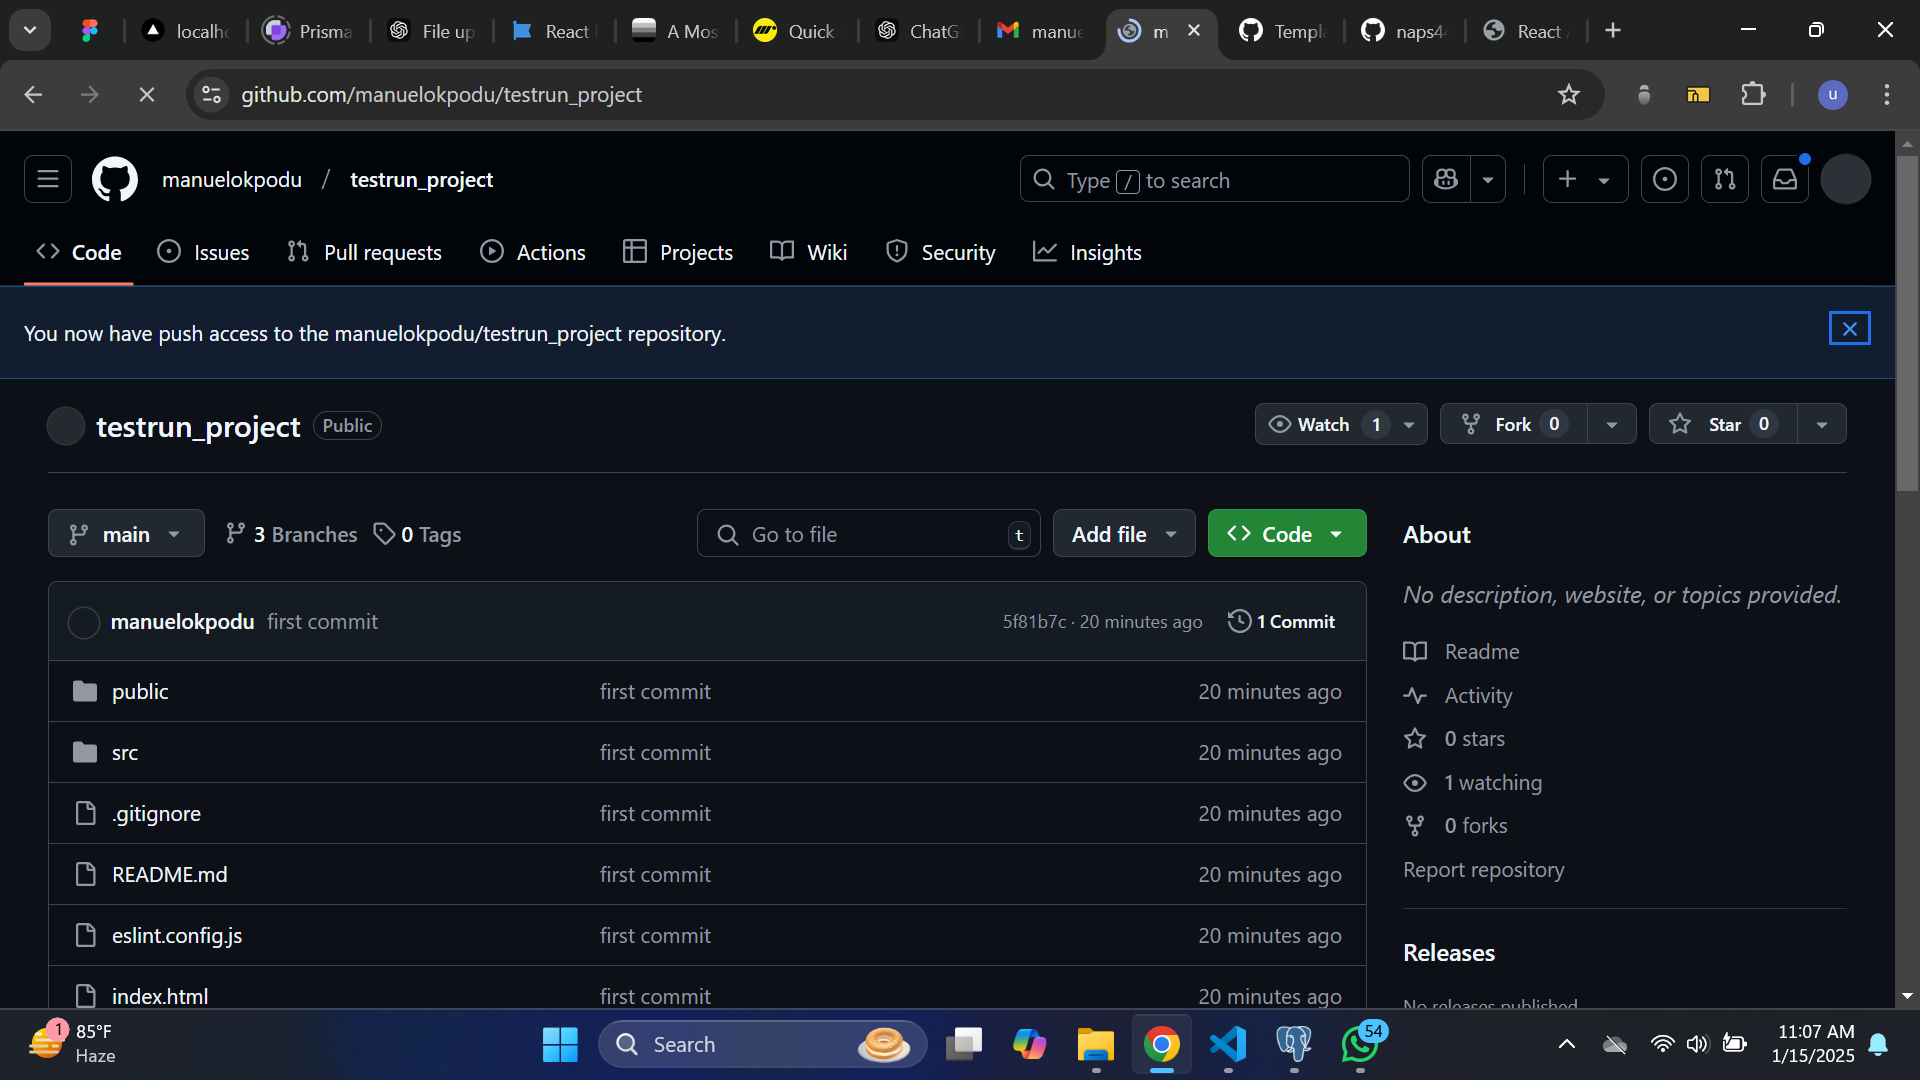 localh
Prisma
File up
React
A Mos
Quick
ChatG
manue
m
Templ
naps4
React
github.com/manuelokpodu/testrun_project
u
manuelokpodu / testrun_project
Type / to search
Code
Issues
Pull requests
Actions
Projects
Wiki
Security
Insights
You now have push access to the manuelokpodu/testrun_project repository.
testrun_project
Public
Watch 1
Fork 0
Star 0
main
3 Branches
0 Tags
Go to file
t
Add file
Code
About
No description, website, or topics provided.
manuelokpodu first commit
5f81b7c · 20 minutes ago
1 Commit
public first commit 20 minutes ago
src first commit 20 minutes ago
.gitignore first commit 20 minutes ago
README.md first commit 20 minutes ago
eslint.config.js first commit 20 minutes ago
index.html first commit 20 minutes ago
Readme
Activity
0 stars
1 watching
0 forks
Report repository
Releases
No releases published
1
85°F
Haze
Search
54
11:07 AM
1/15/2025